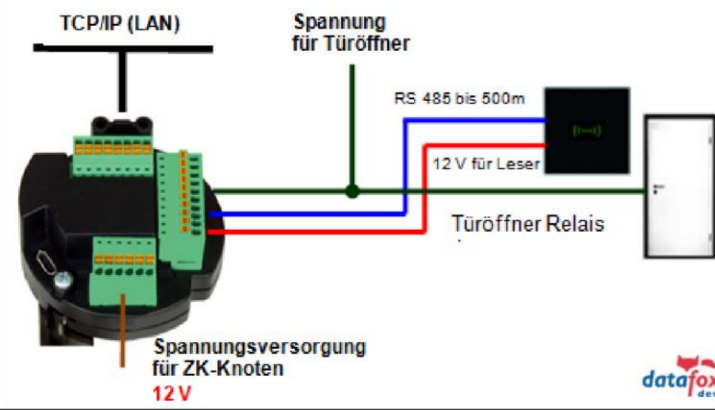 TCP/IP (LAN)
Spannung
für Türöffner
RS 485 bis 500m
12 V für Leser
Türöffner Relais
Spannungsversorgung
für ZK-Knoten
12 V
datafox
dev